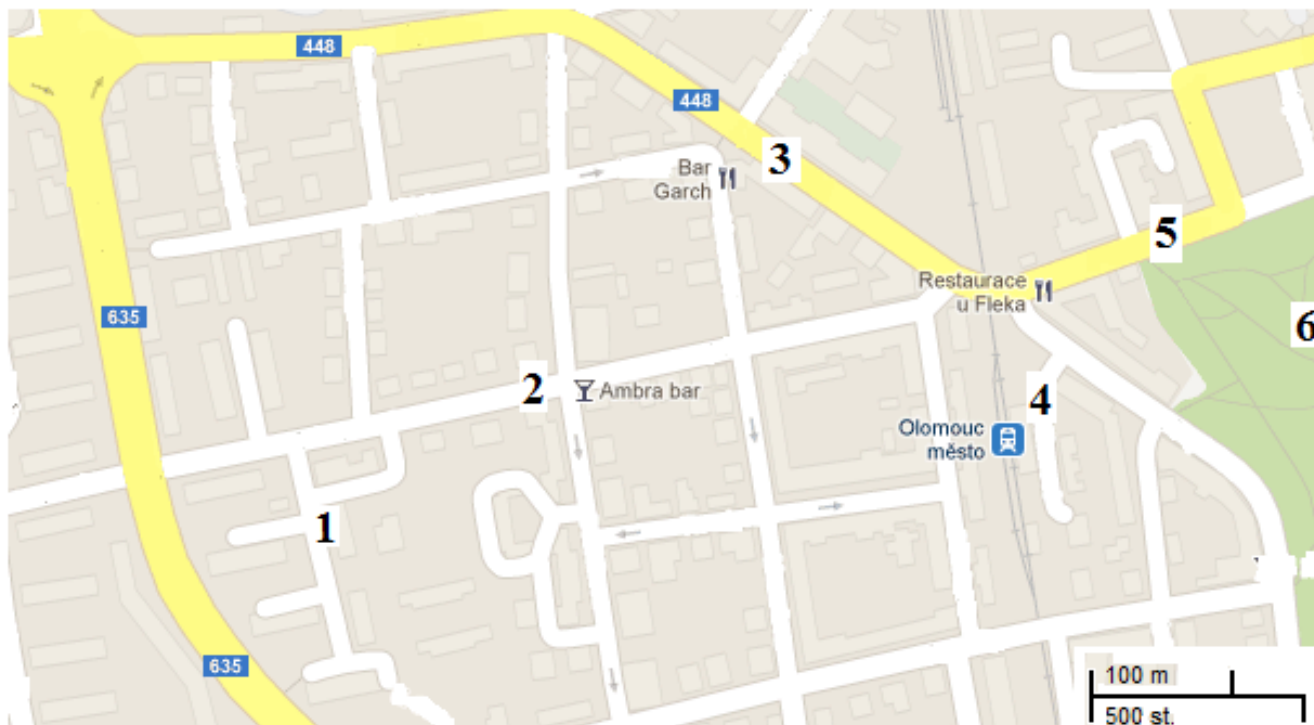 448
448
3
Bar
Garch
5
Restaurace
u Fleka
6
635
2
Ambra bar
4
Olomouc
město
1
635
100 m
500 st.